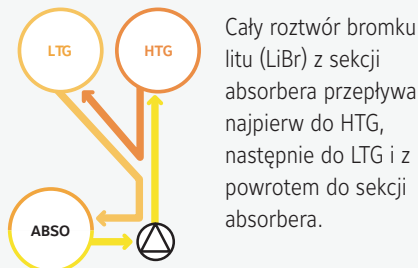 LTG
HTG
ABSO
Cały roztwór bromku
litu (LiBr) z sekcji
absorbera przepływa
najpierw do HTG,
następnie do LTG i z
powrotem do sekcji
absorbera.